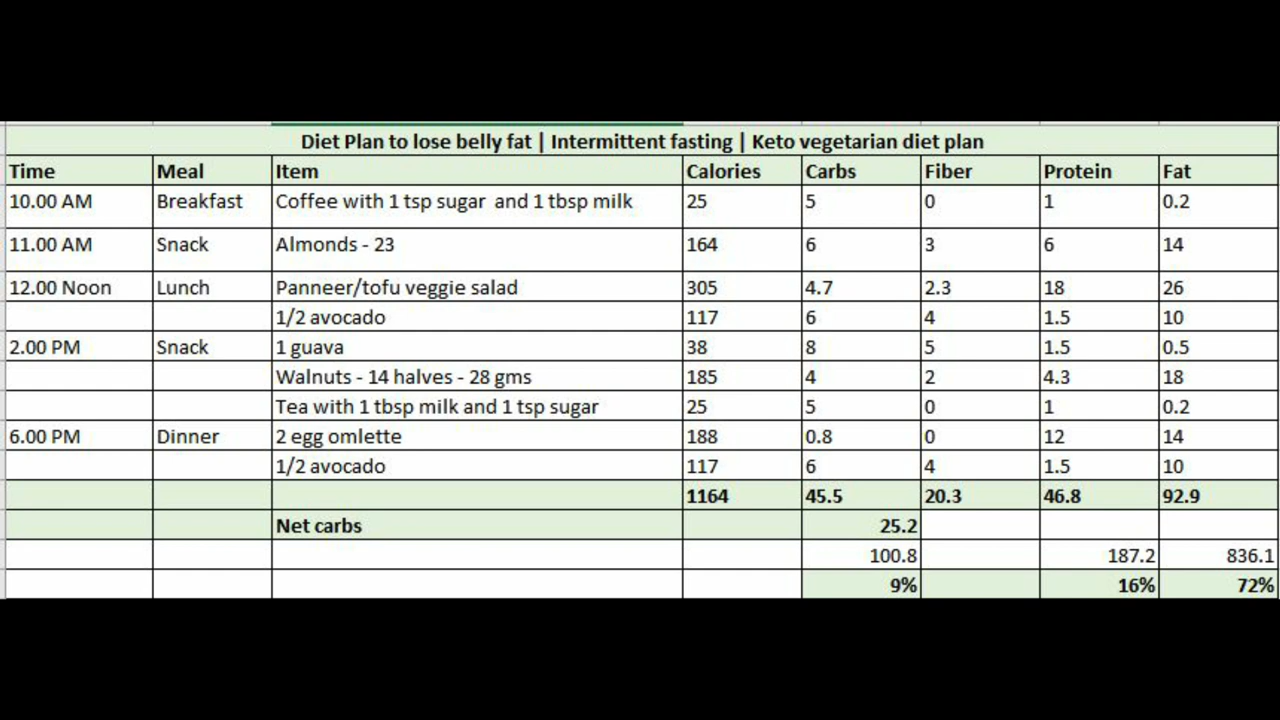 Diet Plan to lose belly fat | Intermittent fasting | Keto vegetarian diet plan
Time Meal Item Calories Carbs Fiber Protein Fat
10.00 AM Breakfast Coffee with 1 tsp sugar and 1 tbsp milk 25 5 0 1 0.2
11.00 AM Snack Almonds - 23 164 6 3 6 14
12.00 Noon Lunch Panneer/tofu veggie salad 305 4.7 2.3 18 26
1/2 avocado 117 6 4 1.5 10
2.00 PM Snack 1 guava 38 8 5 1.5 0.5
Walnuts - 14 halves - 28 gms 185 4 2 4.3 18
Tea with 1 tbsp milk and 1 tsp sugar 25 5 0 1 0.2
6.00 PM Dinner 2 egg omlette 188 0.8 0 12 14
1/2 avocado 117 6 4 1.5 10
1164 45.5 20.3 46.8 92.9
Net carbs 25.2
100.8 187.2 836.1
9% 16% 72%